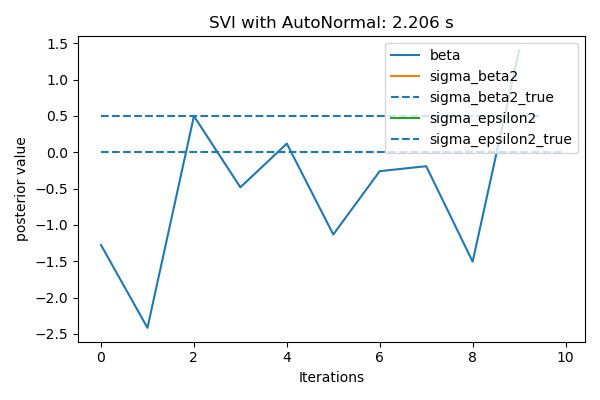 SVI with AutoNormal: 2.206 s
posterior value
1.5
1.0
0.5
0.0
−0.5
−1.0
−1.5
−2.0
−2.5
beta
sigma_beta2
sigma_beta2_true
sigma_epsilon2
sigma_epsilon2_true
0 2 4 6 8 10
Iterations